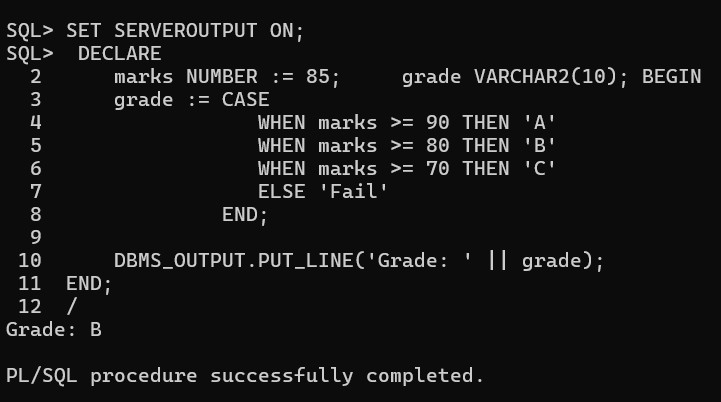 SQL> SET SERVEROUTPUT ON;
SQL>  DECLARE
  2      marks NUMBER := 85;     grade VARCHAR2(10); BEGIN
  3      grade := CASE
  4                  WHEN marks >= 90 THEN 'A'
  5                  WHEN marks >= 80 THEN 'B'
  6                  WHEN marks >= 70 THEN 'C'
  7                  ELSE 'Fail'
  8               END;
  9
 10      DBMS_OUTPUT.PUT_LINE('Grade: ' || grade);
 11  END;
 12  /
Grade: B
PL/SQL procedure successfully completed.